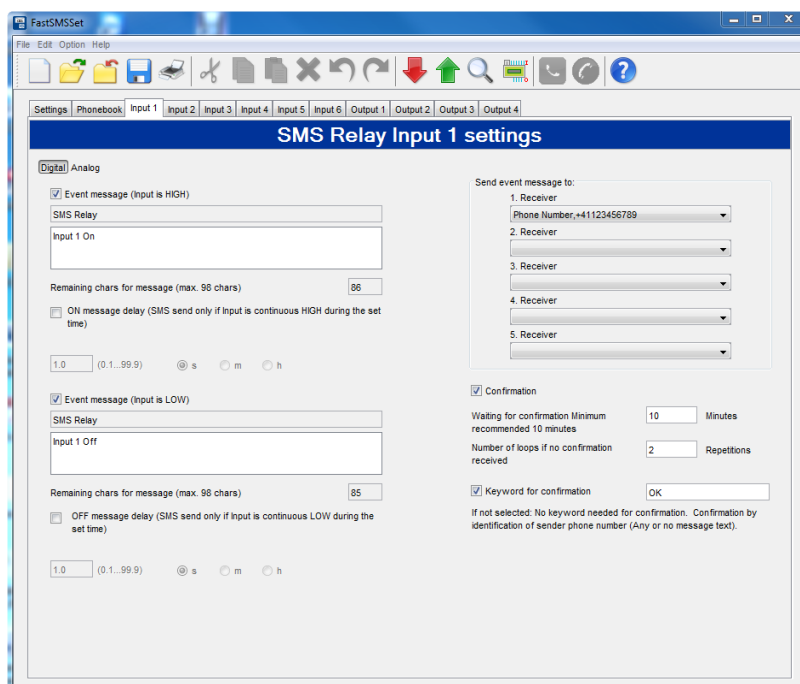 FastSMSSet
File Edit Option Help
Settings Phonebook Input 1 Input 2 Input 3 Input 4 Input 5 Input 6 Output 1 Output 2 Output 3 Output 4
SMS Relay Input 1 settings
Digital Analog
Event message (Input is HIGH)
SMS Relay
Input 1 On
Remaining chars for message (max. 98 chars) 86
ON message delay (SMS send only if Input is continuous HIGH during the set
time)
1.0 (0.1...99.9) s m h
Event message (Input is LOW)
SMS Relay
Input 1 Off
Remaining chars for message (max. 98 chars) 85
OFF message delay (SMS send only if Input is continuous LOW during the
set time)
1.0 (0.1...99.9) s m h
Send event message to:
1. Receiver
Phone Number,+41123456789
2. Receiver
3. Receiver
4. Receiver
5. Receiver
Confirmation
Waiting for confirmation Minimum
recommended 10 minutes
10 Minutes
Number of loops if no confirmation
received
2 Repetitions
Keyword for confirmation OK
If not selected: No keyword needed for confirmation. Confirmation by
identification of sender phone number (Any or no message text).